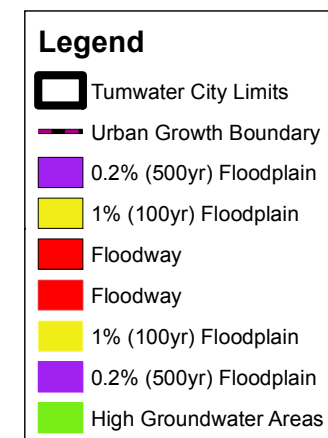 Legend
Tumwater City Limits
Urban Growth Boundary
0.2% (500yr) Floodplain
1% (100yr) Floodplain
Floodway
Floodway
1% (100yr) Floodplain
0.2% (500yr) Floodplain
High Groundwater Areas